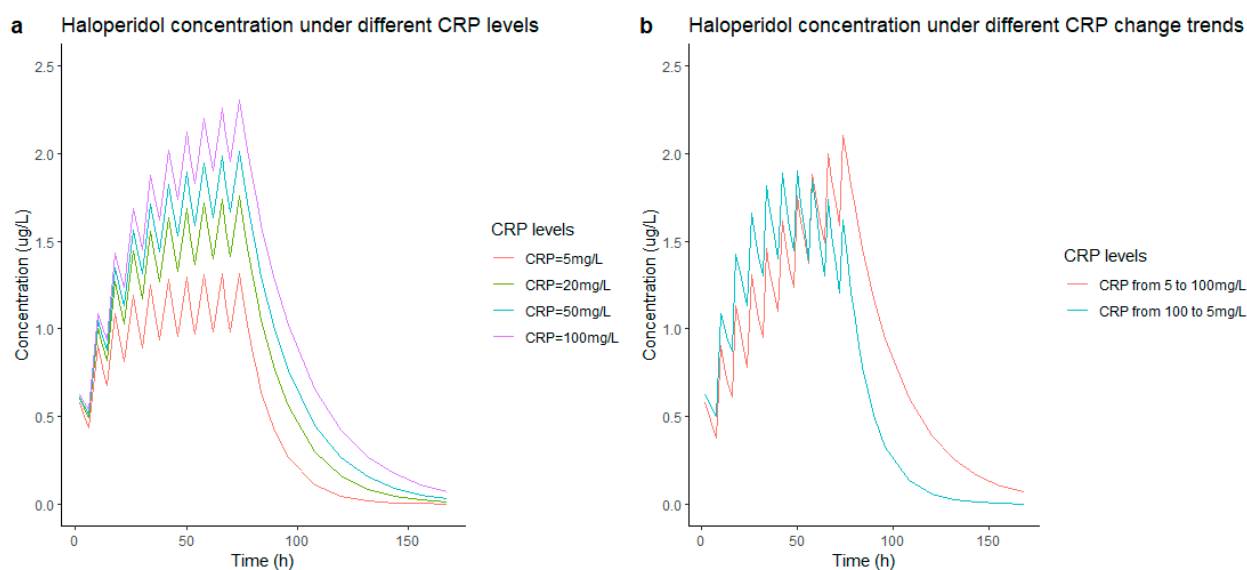 a Haloperidol concentration under different CRP levels
2.5
2.0
1.5
1.0
0.5
0.0
Concentration (ug/L)
0 50 100 150
Time (h)
CRP levels
CRP=5mg/L
CRP=20mg/L
CRP=50mg/L
CRP=100mg/L
b Haloperidol concentration under different CRP change trends
2.5
2.0
1.5
1.0
0.5
0.0
Concentration (ug/L)
0 50 100 150
Time (h)
CRP levels
CRP from 5 to 100mg/L
CRP from 100 to 5mg/L